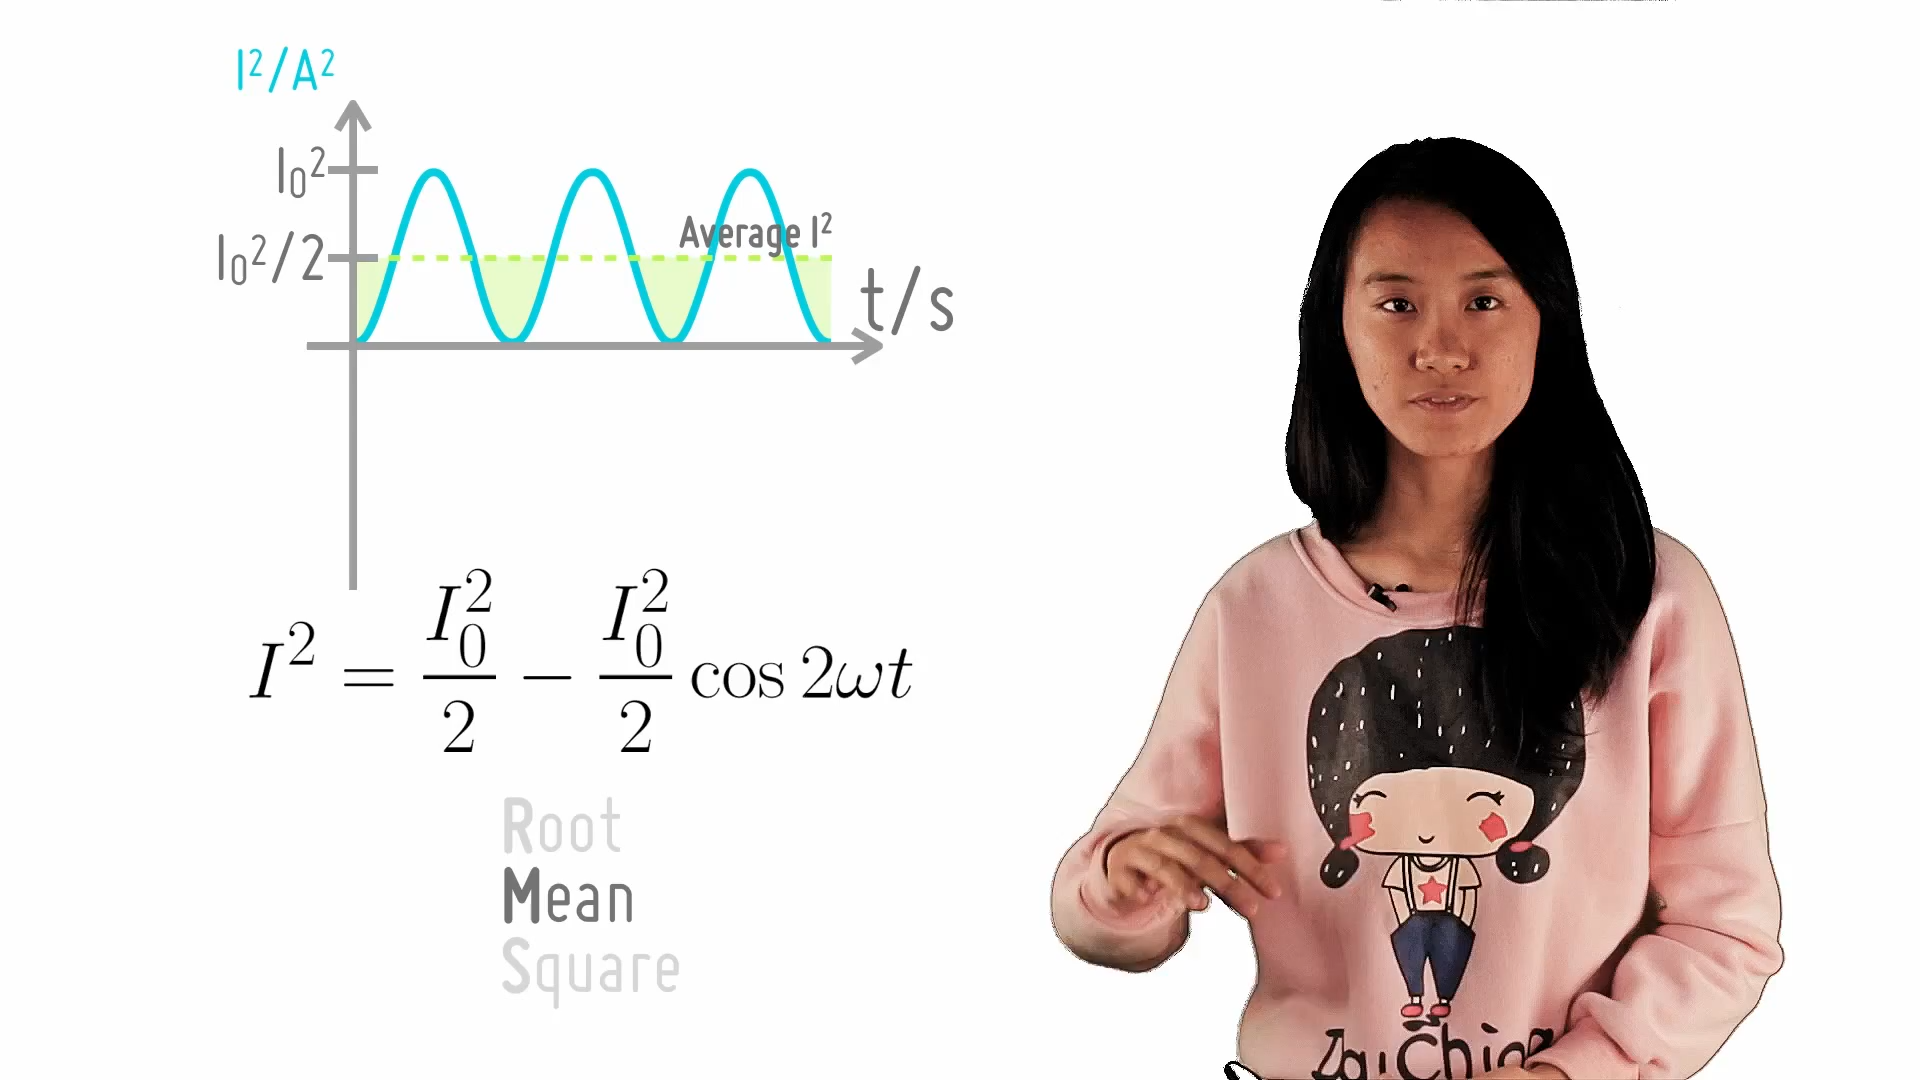 I²/A²
I₀²
I₀²/2
Average I²
t/s
I² = I₀²/2 − I₀²/2 cos 2ωt
Root
Mean
Square